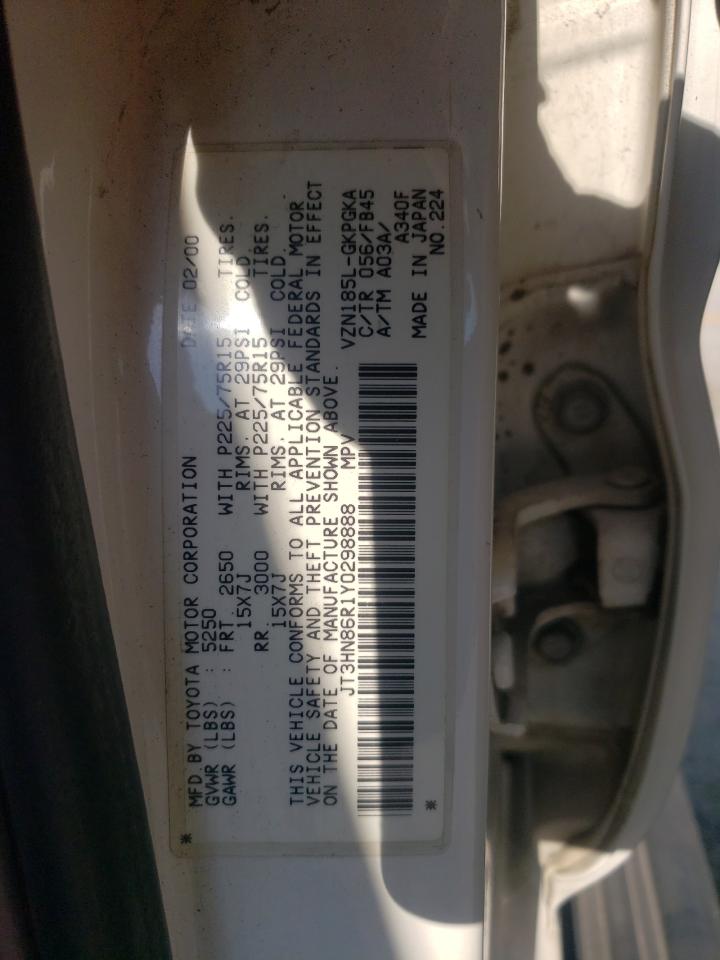 MFD.BY TOYOTA MOTOR CORPORATION DATE 02/00
GVWR (LBS) : 5250
GAWR (LBS) : FRT. 2650 WITH P225/75R15 TIRES.
15X7J RIMS. AT 29PSI COLD.
RR. 3000 WITH P225/75R15 TIRES.
15X7J RIMS. AT 29PSI COLD.
THIS VEHICLE CONFORMS TO ALL APPLICABLE FEDERAL MOTOR
VEHICLE SAFETY AND THEFT PREVENTION STANDARDS IN EFFECT
ON THE DATE OF MANUFACTURE SHOWN ABOVE.
JT3HN86R1Y0298888 MPV VZN185L-GKPGKA
C/TR 056/FB45
A/TM A03A/
A340F
MADE IN JAPAN
NO.224